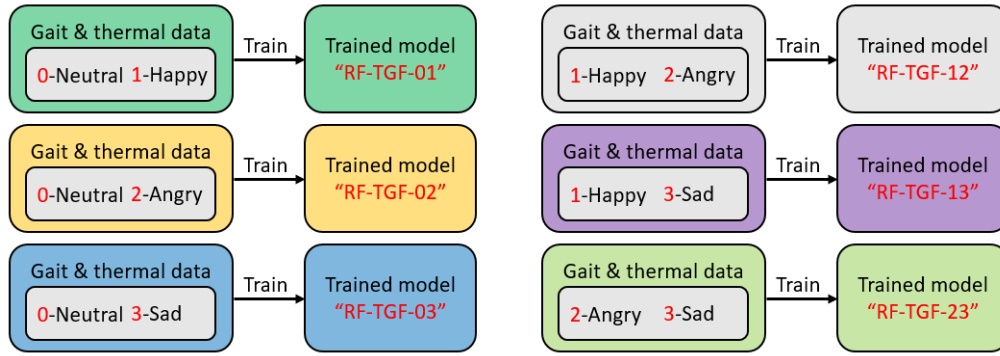 Gait & thermal data
0-Neutral 1-Happy
Train
Trained model
“RF-TGF-01”
Gait & thermal data
1-Happy 2-Angry
Train
Trained model
“RF-TGF-12”
Gait & thermal data
0-Neutral 2-Angry
Train
Trained model
“RF-TGF-02”
Gait & thermal data
1-Happy 3-Sad
Train
Trained model
“RF-TGF-13”
Gait & thermal data
0-Neutral 3-Sad
Train
Trained model
“RF-TGF-03”
Gait & thermal data
2-Angry 3-Sad
Train
Trained model
“RF-TGF-23”